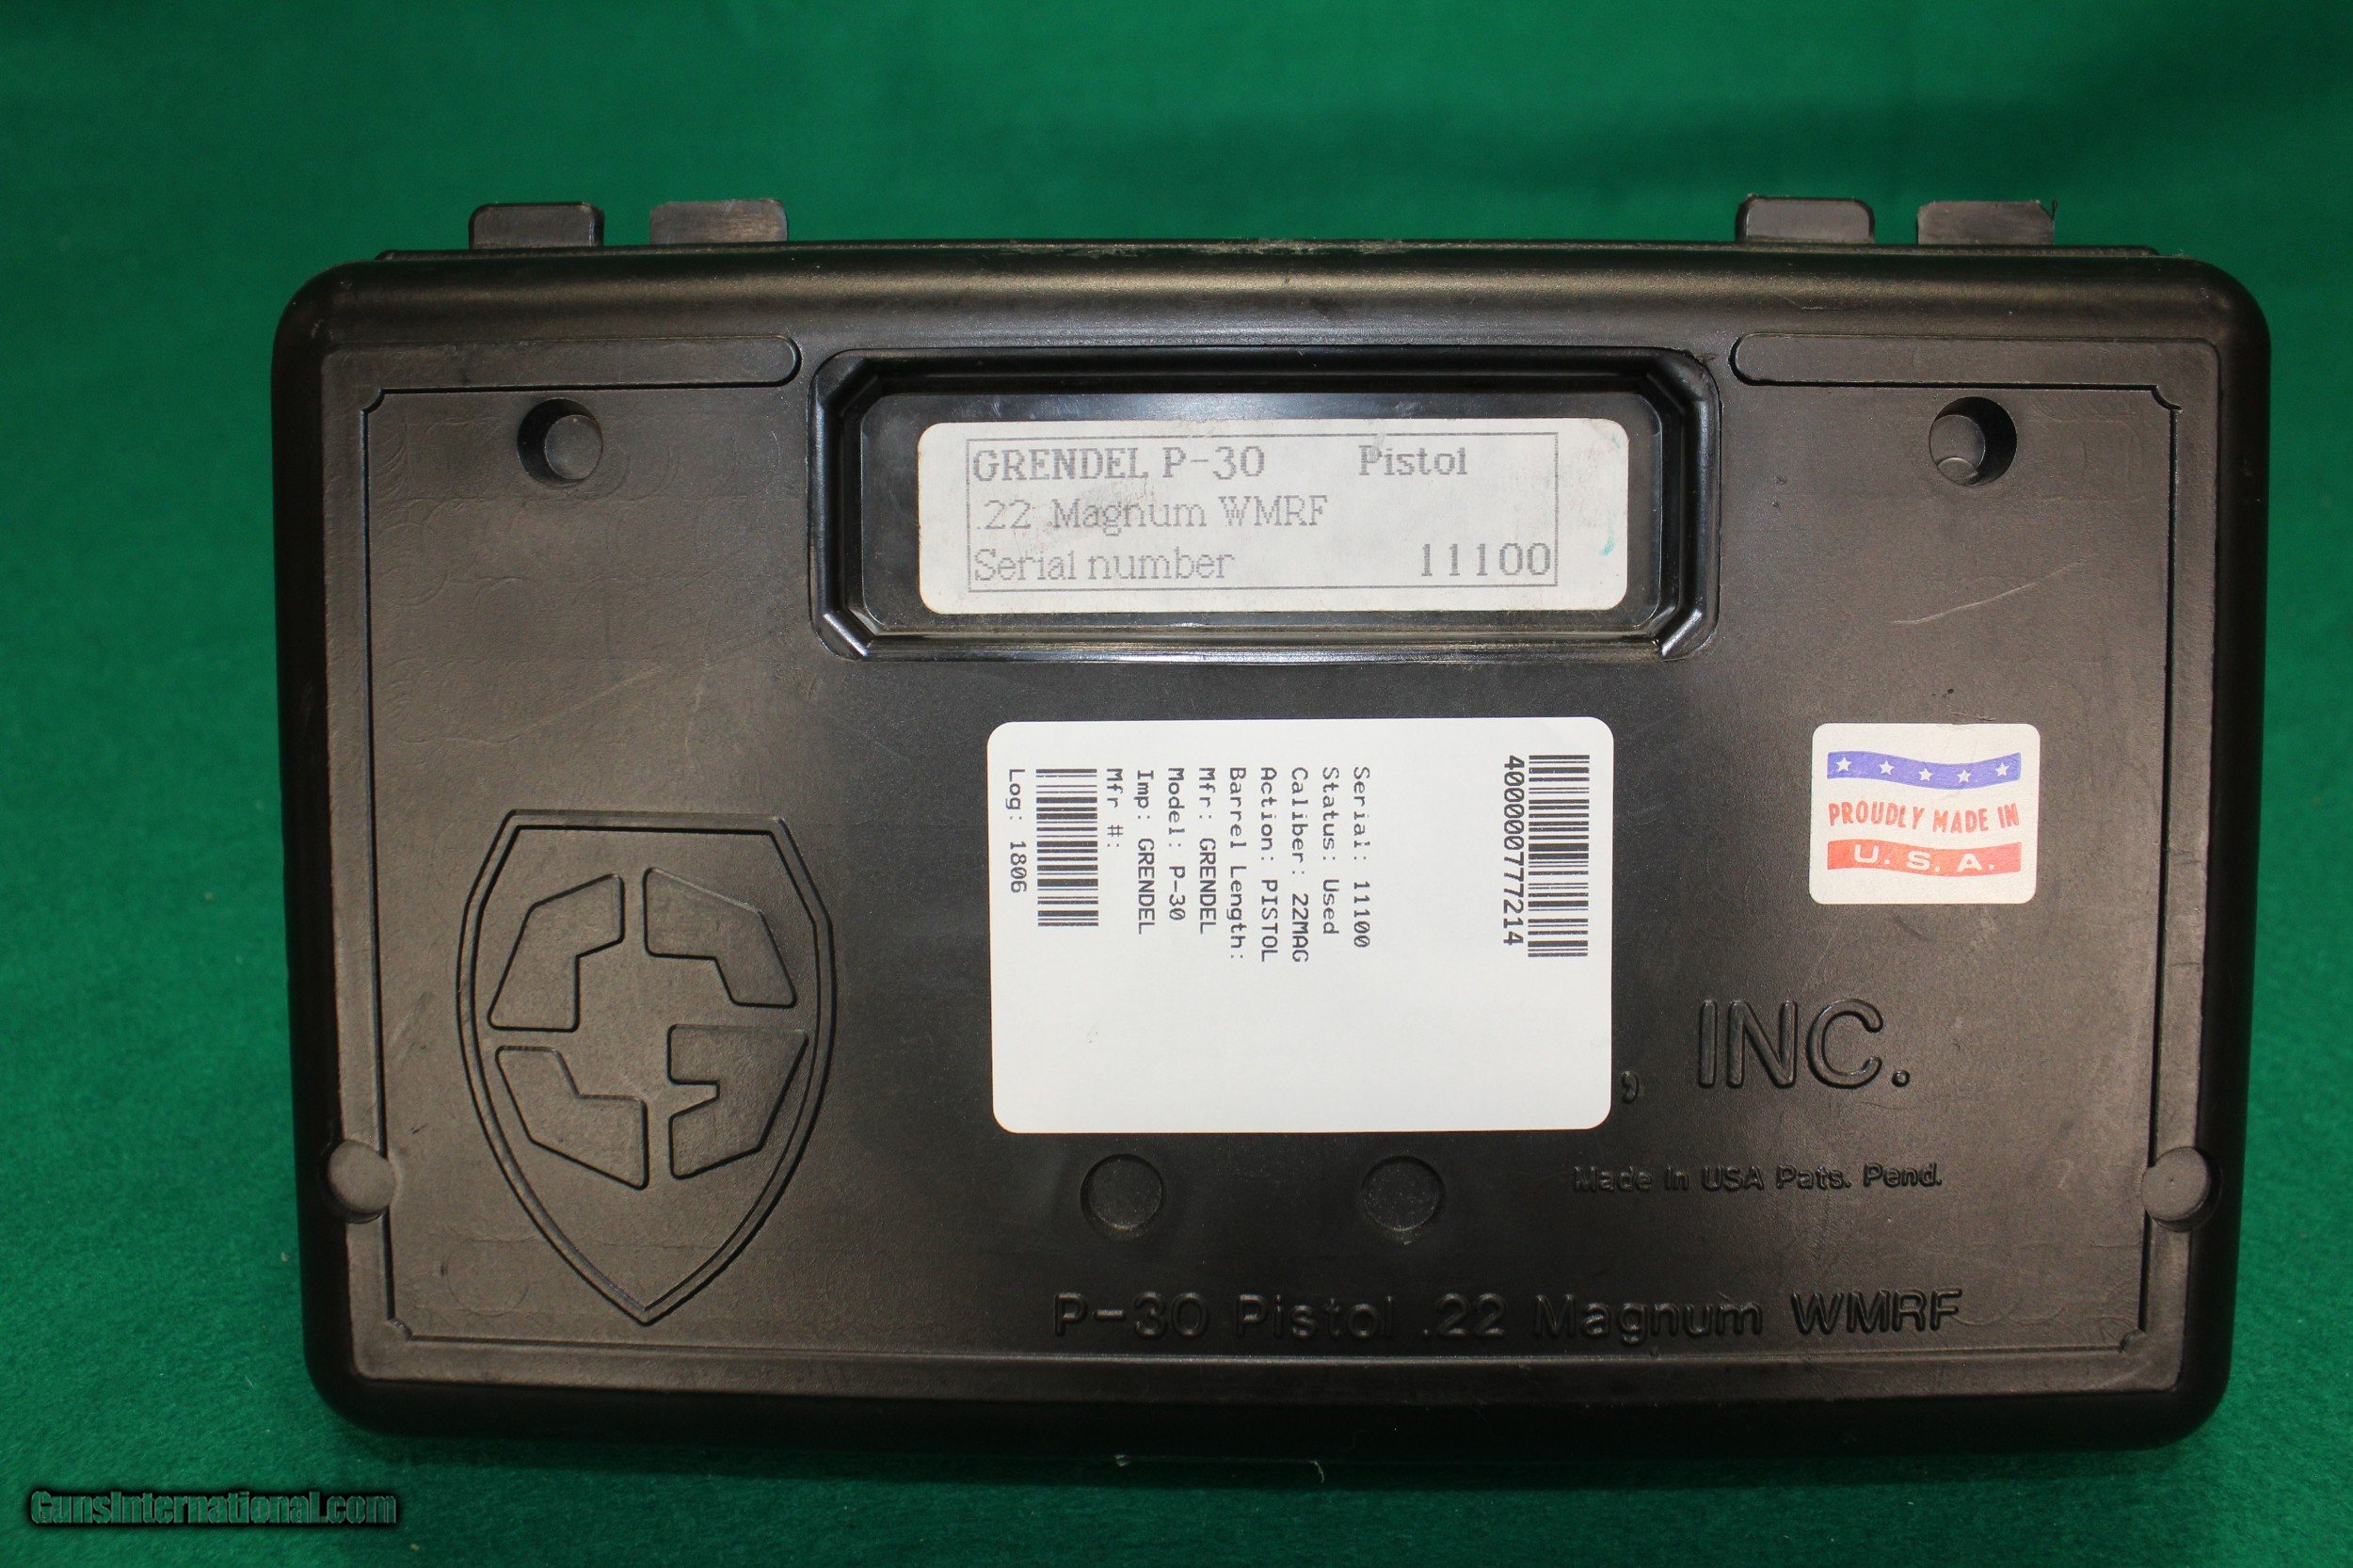 GRENDEL P-30 Pistol
.22 Magnum WMRF
Serial number 11100
4000000777214
Serial: 11100
Status: Used
Caliber: 22MAG
Action: PISTOL
Barrel Length:
Mfr: GRENDEL
Model: P-30
Imp: GRENDEL
Mfr #:
Log: 1806
PROUDLY MADE IN
U.S.A.
, INC.
Made in USA Pats. Pend.
P-30 Pistol .22 Magnum WMRF
GunsInternational.com